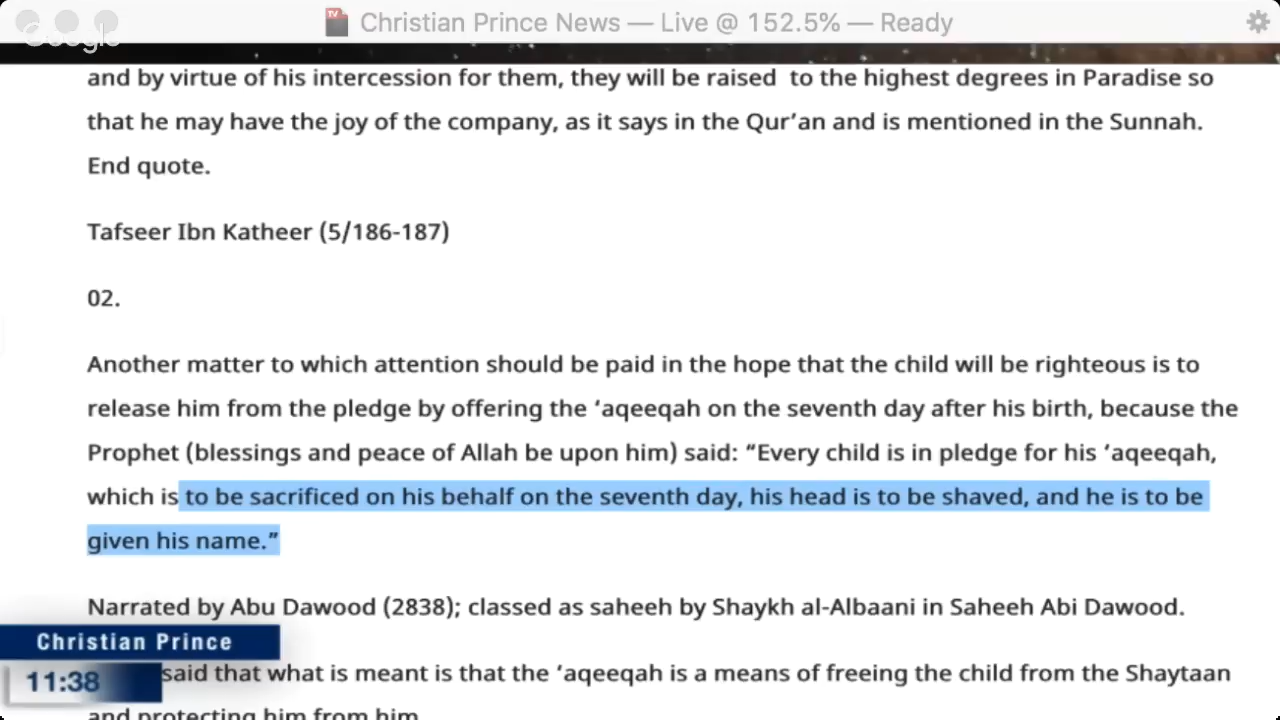 Christian Prince News — Live @ 152.5% — Ready
Google
and by virtue of his intercession for them, they will be raised to the highest degrees in Paradise so
that he may have the joy of the company, as it says in the Qur’an and is mentioned in the Sunnah.
End quote.
Tafseer Ibn Katheer (5/186-187)
02.
Another matter to which attention should be paid in the hope that the child will be righteous is to
release him from the pledge by offering the ‘aqeeqah on the seventh day after his birth, because the
Prophet (blessings and peace of Allah be upon him) said: “Every child is in pledge for his ‘aqeeqah,
which is to be sacrificed on his behalf on the seventh day, his head is to be shaved, and he is to be
given his name.”
Narrated by Abu Dawood (2838); classed as saheeh by Shaykh al-Albaani in Saheeh Abi Dawood.
Christian Prince
11:38
said that what is meant is that the ‘aqeeqah is a means of freeing the child from the Shaytaan
and protecting him from him